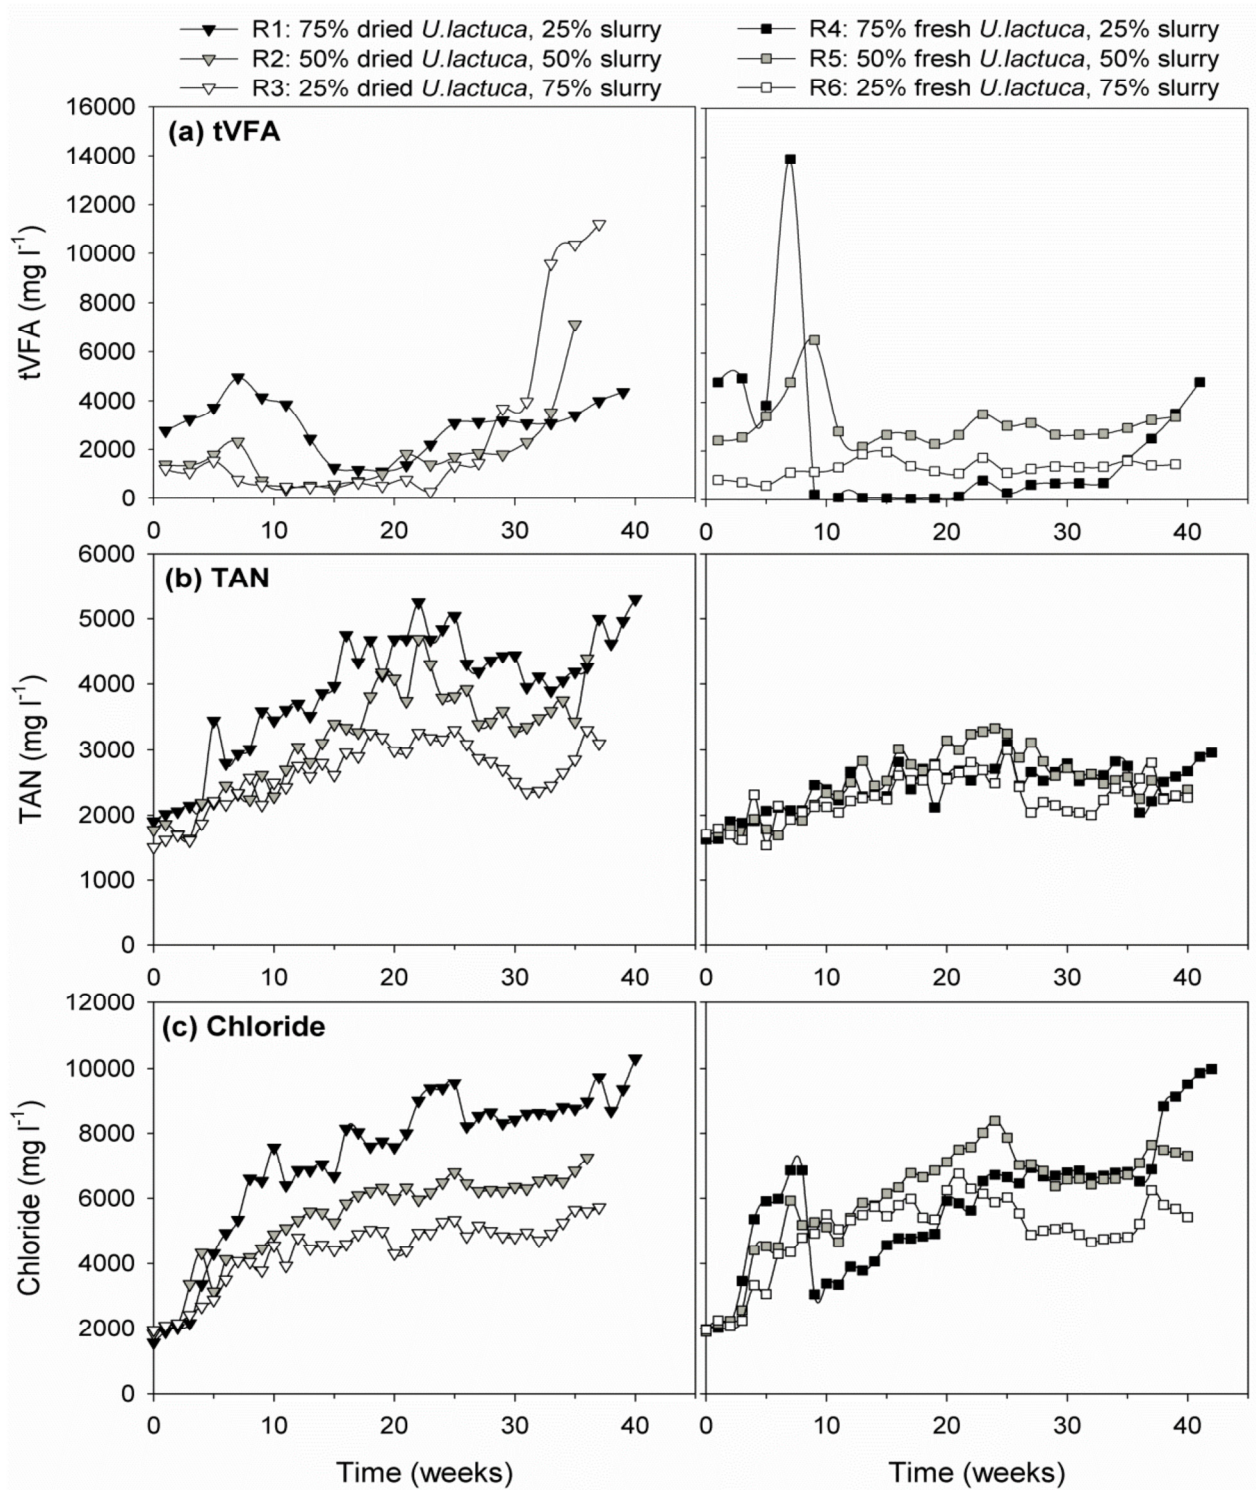 R1: 75% dried U.lactuca, 25% slurry
R2: 50% dried U.lactuca, 50% slurry
R3: 25% dried U.lactuca, 75% slurry
R4: 75% fresh U.lactuca, 25% slurry
R5: 50% fresh U.lactuca, 50% slurry
R6: 25% fresh U.lactuca, 75% slurry
(a) tVFA
tVFA (mg l-1)
16000
14000
12000
10000
8000
6000
4000
2000
0
0 10 20 30 40
0 10 20 30 40
(b) TAN
TAN (mg l-1)
6000
5000
4000
3000
2000
1000
0
0 10 20 30 40
0 10 20 30 40
(c) Chloride
Chloride (mg l-1)
12000
10000
8000
6000
4000
2000
0
0 10 20 30 40
0 10 20 30 40
Time (weeks)
Time (weeks)